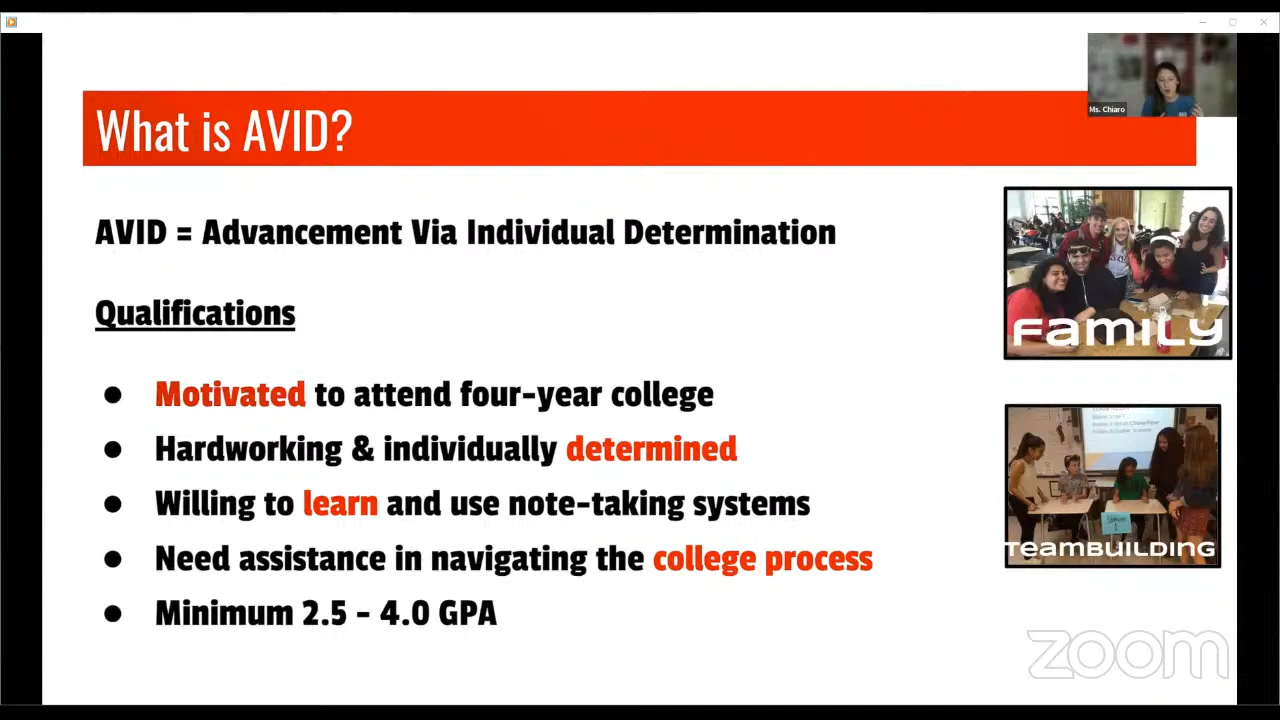 What is AVID?
Ms. Chiaro
AVID = Advancement Via Individual Determination
Qualifications
● Motivated to attend four-year college
● Hardworking & individually determined
● Willing to learn and use note-taking systems
● Need assistance in navigating the college process
● Minimum 2.5 - 4.0 GPA
FAMILY
TEAMBUILDING
zoom